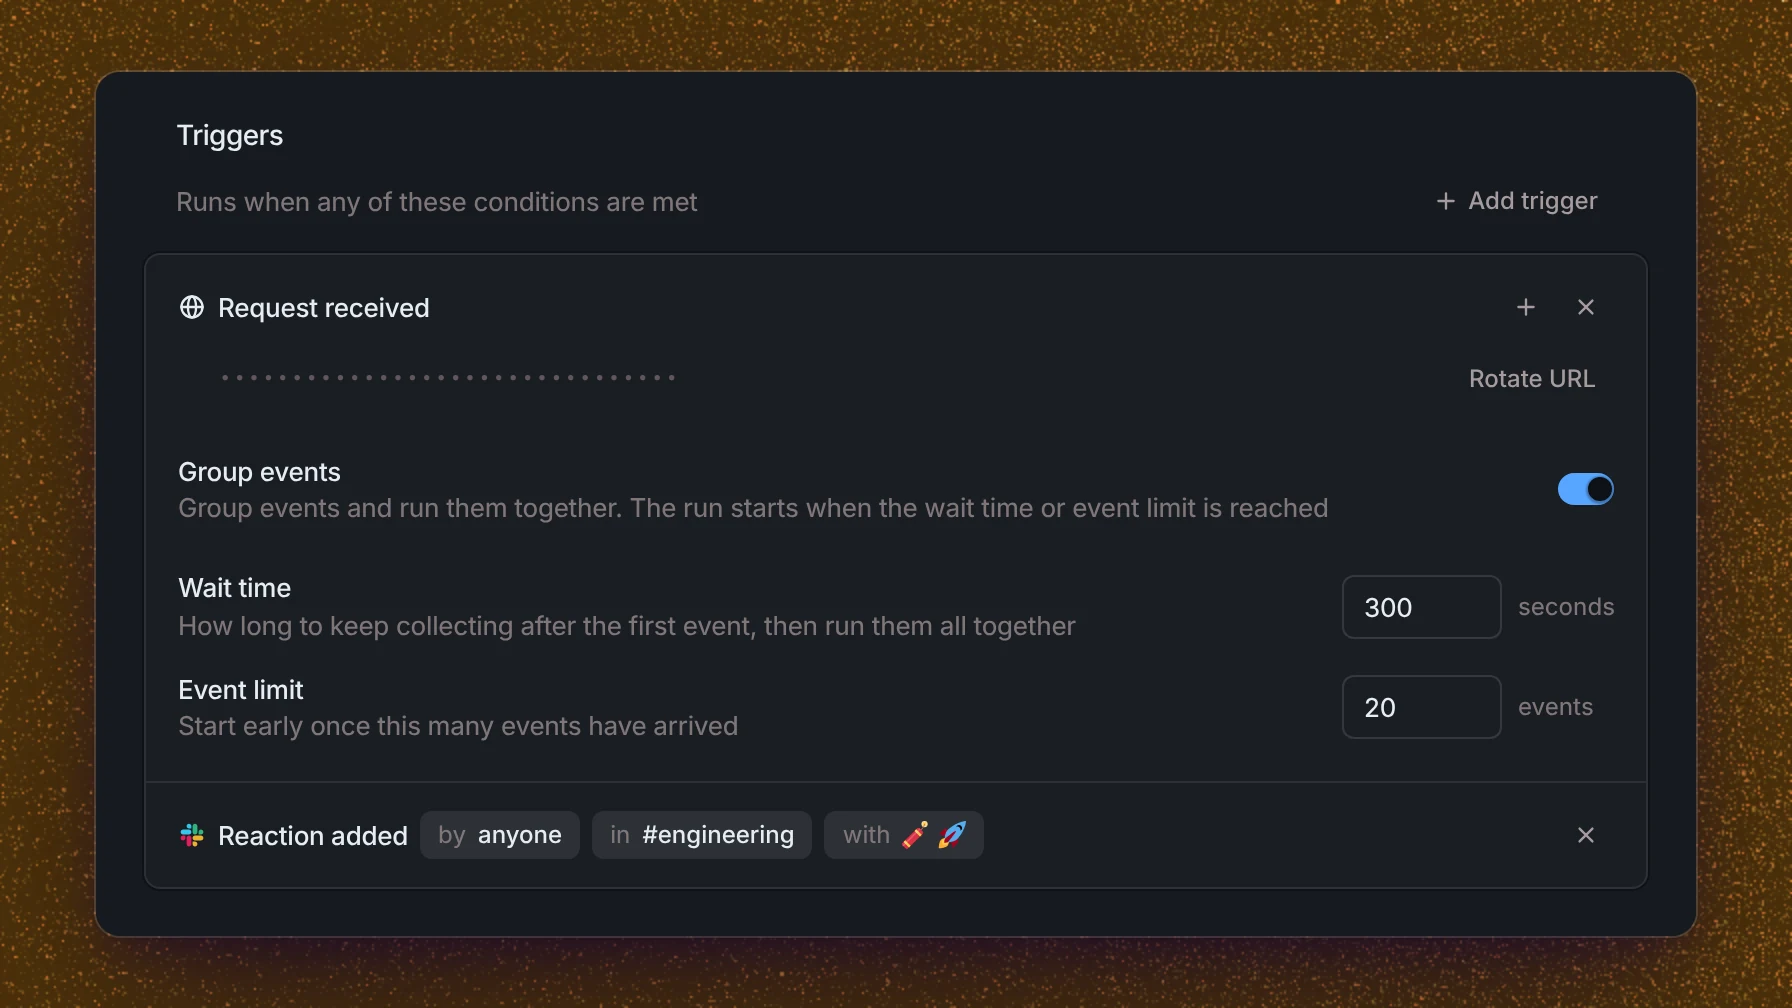 Triggers
Runs when any of these conditions are met
+ Add trigger
Request received
•••••••••••••••••••••••••••••••• Rotate URL
Group events
Group events and run them together. The run starts when the wait time or event limit is reached
Wait time
How long to keep collecting after the first event, then run them all together
300 seconds
Event limit
Start early once this many events have arrived
20 events
Reaction added by anyone in #engineering with 🧨 🚀